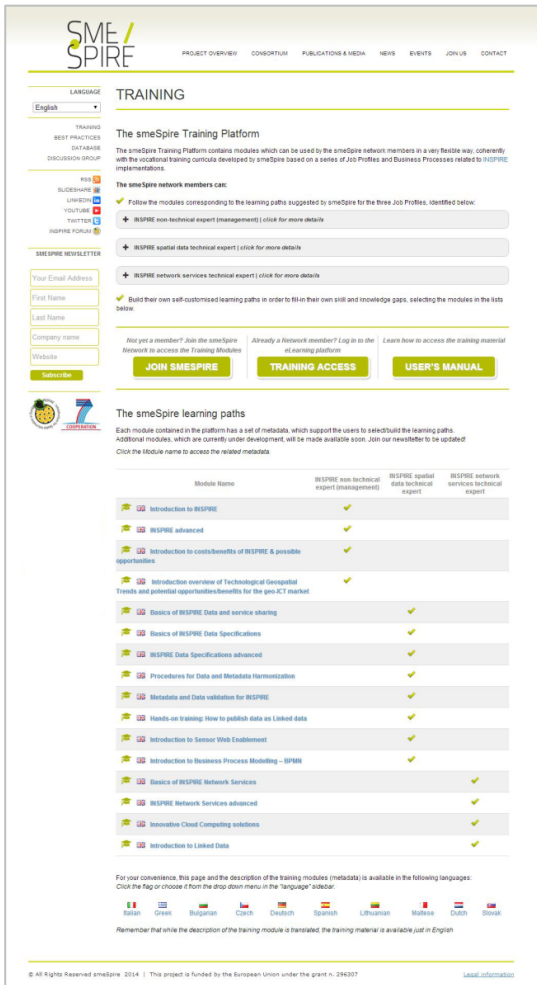 SME/
SPIRE
PROJECT OVERVIEW CONSORTIUM PUBLICATIONS & MEDIA NEWS EVENTS JOIN US CONTACT
LANGUAGE
English
TRAINING
BEST PRACTICES
DATABASE
DISCUSSION GROUP
RSS
SLIDESHARE
LINKEDIN
YOUTUBE
TWITTER
INSPIRE FORUM
SMESPIRE NEWSLETTER
Your Email Address
First Name
Last Name
Company name
Website
Subscribe
COOPERATION
TRAINING
The smeSpire Training Platform
The smeSpire Training Platform contains modules which can be used by the smeSpire network members in a very flexible way, coherently
with the vocational training curricula developed by smeSpire based on a series of Job Profiles and Business Processes related to INSPIRE
implementations.
The smeSpire network members can:
Follow the modules corresponding to the learning paths suggested by smeSpire for the three Job Profiles, identified below:
INSPIRE non-technical expert (management) | click for more details
INSPIRE spatial data technical expert | click for more details
INSPIRE network services technical expert | click for more details
Build their own self-customised learning paths in order to fill-in their own skill and knowledge gaps, selecting the modules in the lists
below.
Not yer a member? Join the smeSpire
Network to access the Training Modules
JOIN SMESPIRE
Already a Network member? Log in to the
eLearning platform
TRAINING ACCESS
Learn how to access the training material
USER'S MANUAL
The smeSpire learning paths
Each module contained in the platform has a set of metadata, which support the users to select/build the learning paths.
Additional modules, which are currently under development, will be made available soon. Join our newsletter to be updated!
Click the Module name to access the related metadata
Module Name
INSPIRE non-technical
expert (management)
INSPIRE spatial
data technical
expert
INSPIRE network
services technical
expert
Introduction to INSPIRE
INSPIRE advanced
Introduction to costs/benefits of INSPIRE & possible
opportunities
Introduction overview of Technological Geospatial
Trends and potential opportunities/benefits for the geo-ICT market
Basics of INSPIRE Data and service sharing
Basics of INSPIRE Data Specifications
INSPIRE Data Specifications advanced
Procedures for Data and Metadata Harmonization
Metadata and Data validation for INSPIRE
Hands-on training: How to publish data as Linked data
Introduction to Sensor Web Enablement
Introduction to Business Process Modelling – BPMN
Basics of INSPIRE Network Services
INSPIRE Network Services advanced
Innovative Cloud Computing solutions
Introduction to Linked Data
For your convenience, this page and the description of the training modules (metadata) is available in the following languages:
Click the flag or choose it from the drop down menu in the "language" sidebar.
Italian Greek Bulgarian Czech Deutsch Spanish Lithuanian Maltese Dutch Slovak
Remember that while the description of the training module is translated, the training material is available just in English
© All Rights Reserved smeSpire 2014 | This project is funded by the European Union under the grant n. 296307
Legal information